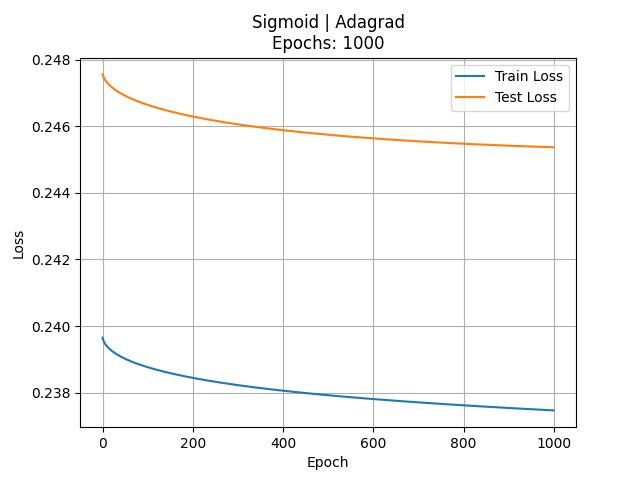 Sigmoid | Adagrad
Epochs: 1000
Train Loss
Test Loss
0.248
0.246
0.244
0.242
0.240
0.238
Loss
0
200
400
600
800
1000
Epoch